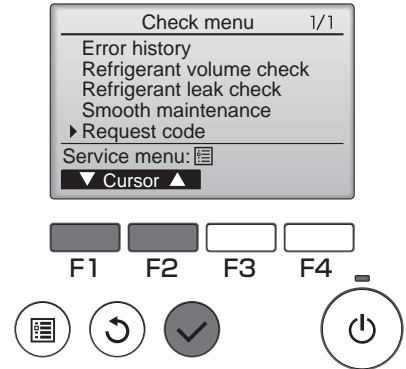 Check menu 1/1
Error history
Refrigerant volume check
Refrigerant leak check
Smooth maintenance
Request code
Service menu:
▼ Cursor ▲
F1 F2 F3 F4